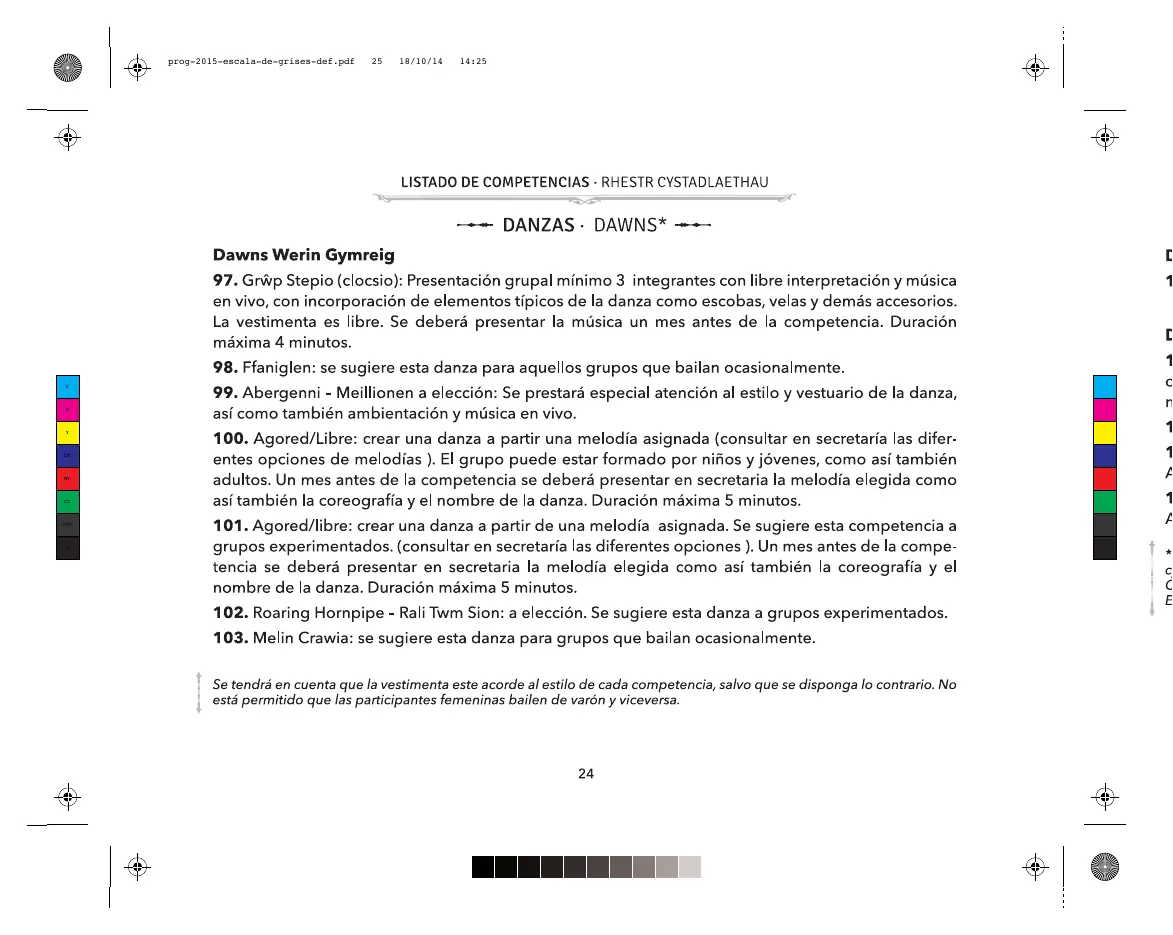 prog-2015-escala-de-grises-def.pdf 25 18/10/14 14:25
LISTADO DE COMPETENCIAS · RHESTR CYSTADLAETHAU
DANZAS · DAWNS*
Dawns Werin Gymreig
97. Grŵp Stepio (clocsio): Presentación grupal mínimo 3 integrantes con libre interpretación y música
en vivo, con incorporación de elementos típicos de la danza como escobas, velas y demás accesorios.
La vestimenta es libre. Se deberá presentar la música un mes antes de la competencia. Duración
máxima 4 minutos.
98. Ffaniglen: se sugiere esta danza para aquellos grupos que bailan ocasionalmente.
99. Abergenni – Meillionen a elección: Se prestará especial atención al estilo y vestuario de la danza,
así como también ambientación y música en vivo.
100. Agored/Libre: crear una danza a partir una melodía asignada (consultar en secretaría las difer-
entes opciones de melodías ). El grupo puede estar formado por niños y jóvenes, como así también
adultos. Un mes antes de la competencia se deberá presentar en secretaria la melodía elegida como
así también la coreografía y el nombre de la danza. Duración máxima 5 minutos.
101. Agored/libre: crear una danza a partir de una melodía asignada. Se sugiere esta competencia a
grupos experimentados. (consultar en secretaría las diferentes opciones ). Un mes antes de la compe-
tencia se deberá presentar en secretaria la melodía elegida como así también la coreografía y el
nombre de la danza. Duración máxima 5 minutos.
102. Roaring Hornpipe – Rali Twm Sion: a elección. Se sugiere esta danza a grupos experimentados.
103. Melin Crawia: se sugiere esta danza para grupos que bailan ocasionalmente.
Se tendrá en cuenta que la vestimenta este acorde al estilo de cada competencia, salvo que se disponga lo contrario. No
está permitido que las participantes femeninas bailen de varón y viceversa.
24